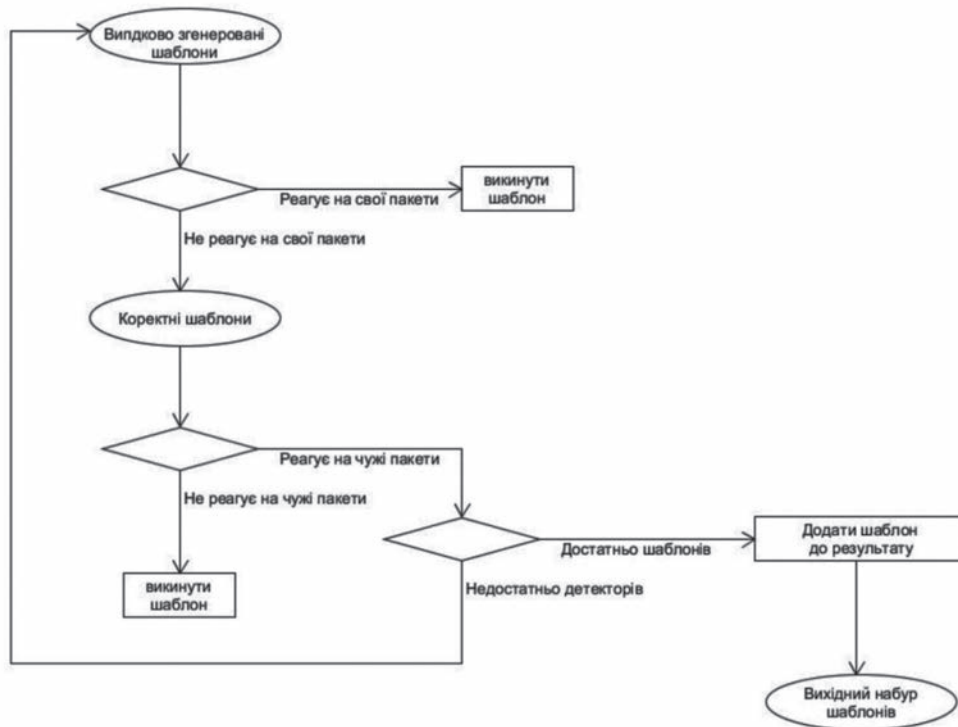 Випдково згенеровані
шаблони
Реагує на свої пакети
викинути
шаблон
Не реагує на свої пакети
Коректні шаблони
Реагує на чужі пакети
Не реагує на чужі пакети
Достатньо шаблонів
Додати шаблон
до результату
викинути
шаблон
Недостатньо детекторів
Вихідний набур
шаблонів